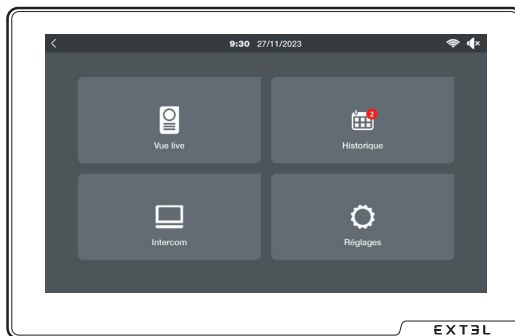 9:30 27/11/2023
2
Vue live
Historique
Intercom
Réglages
EXTEL